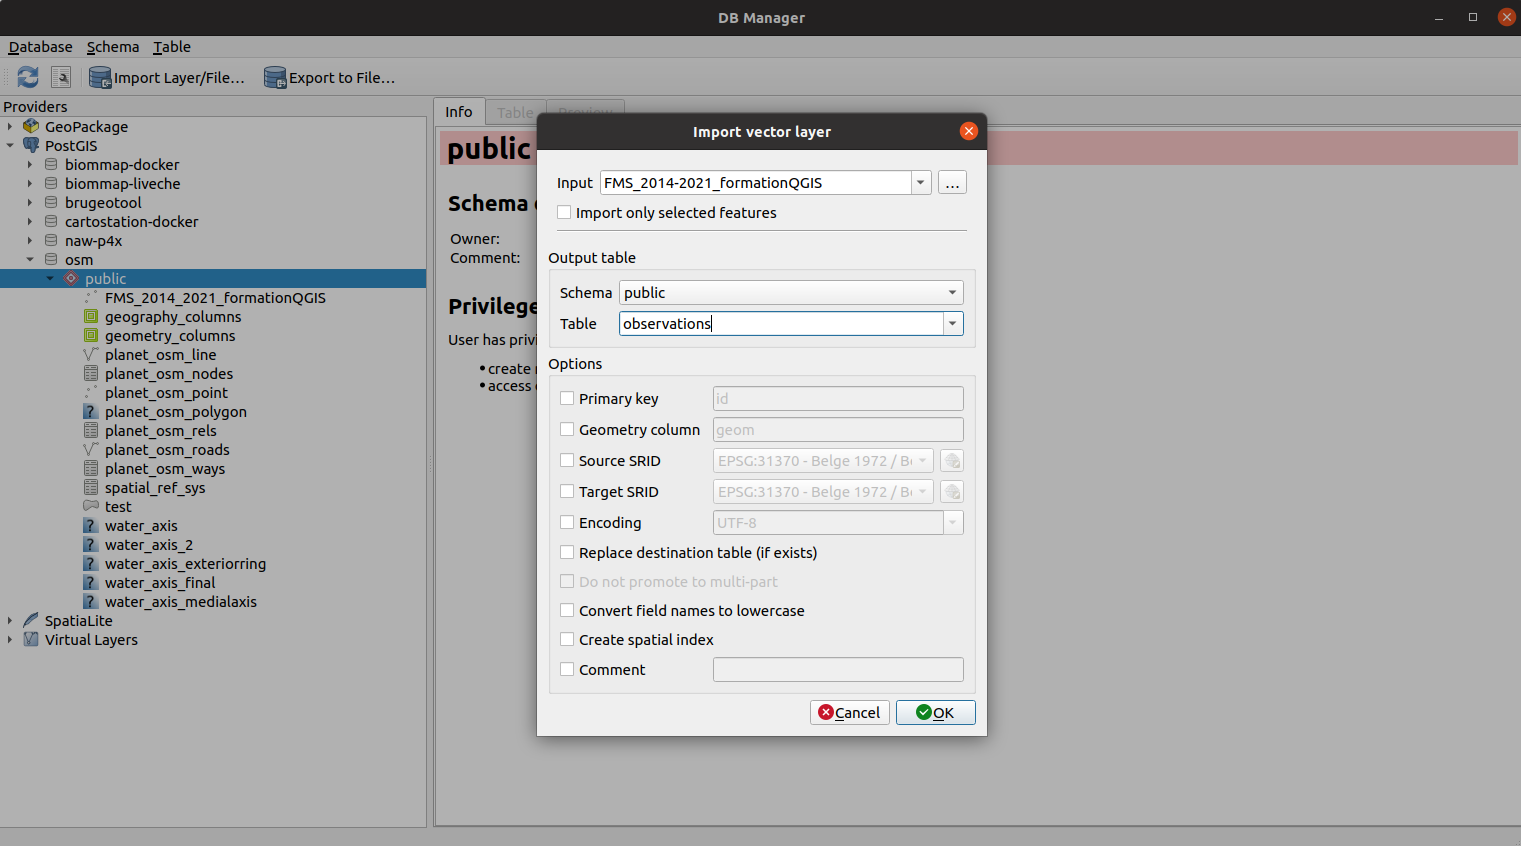 DB Manager
Database Schema Table
Import Layer/File... Export to File...
Providers
GeoPackage
PostGIS
biommap-docker
biommap-liveche
brugeotool
cartostation-docker
naw-p4x
osm
public
FMS_2014_2021_formationQGIS
geography_columns
geometry_columns
planet_osm_line
planet_osm_nodes
planet_osm_point
planet_osm_polygon
planet_osm_rels
planet_osm_roads
planet_osm_ways
spatial_ref_sys
test
water_axis
water_axis_2
water_axis_exteriorring
water_axis_final
water_axis_medialaxis
SpatiaLite
Virtual Layers
Info Table Preview
public
Schema
Owner:
Comment:
Privilege
User has privi
• create
• access
Import vector layer
Input FMS_2014-2021_formationQGIS ...
Import only selected features
Output table
Schema public
Table observations
Options
Primary key id
Geometry column geom
Source SRID EPSG:31370 - Belge 1972 / B
Target SRID EPSG:31370 - Belge 1972 / B
Encoding UTF-8
Replace destination table (if exists)
Do not promote to multi-part
Convert field names to lowercase
Create spatial index
Comment
Cancel OK